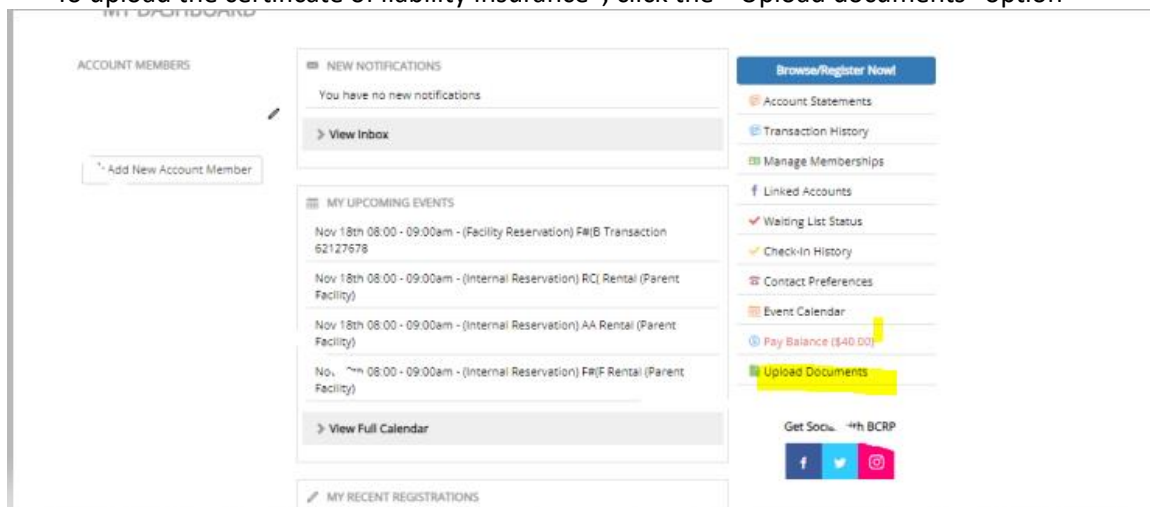 To upload the certificate of liability insurance , click the "Upload documents" option
MY DASHBOARD
ACCOUNT MEMBERS
Add New Account Member
NEW NOTIFICATIONS
You have no new notifications
> View Inbox
MY UPCOMING EVENTS
Nov 18th 08:00 - 09:00am - (Facility Reservation) F#(B Transaction
62127678
Nov 18th 08:00 - 09:00am - (Internal Reservation) RC( Rental (Parent
Facility)
Nov 18th 08:00 - 09:00am - (Internal Reservation) AA Rental (Parent
Facility)
08:00 - 09:00am - (Internal Reservation) F#(F Rental (Parent
Facility)
> View Full Calendar
MY RECENT REGISTRATIONS
Browse/Register Now!
Account Statements
Transaction History
Manage Memberships
Linked Accounts
Waiting List Status
Check-In History
Contact Preferences
Event Calendar
Pay Balance ($40.00)
Upload Documents
Get BCRP